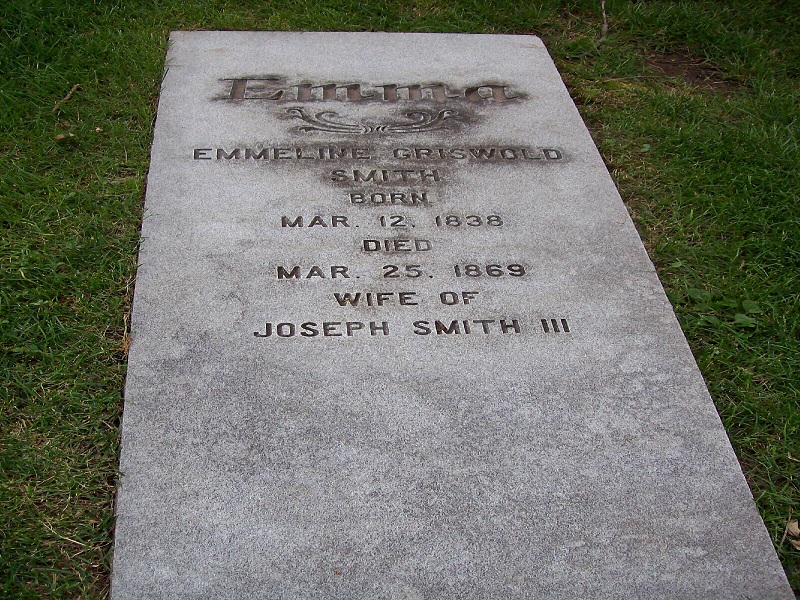 Emma
EMMELINE GRISWOLD
SMITH
BORN
MAR. 12, 1838
DIED
MAR. 25. 1869
WIFE OF
JOSEPH SMITH III